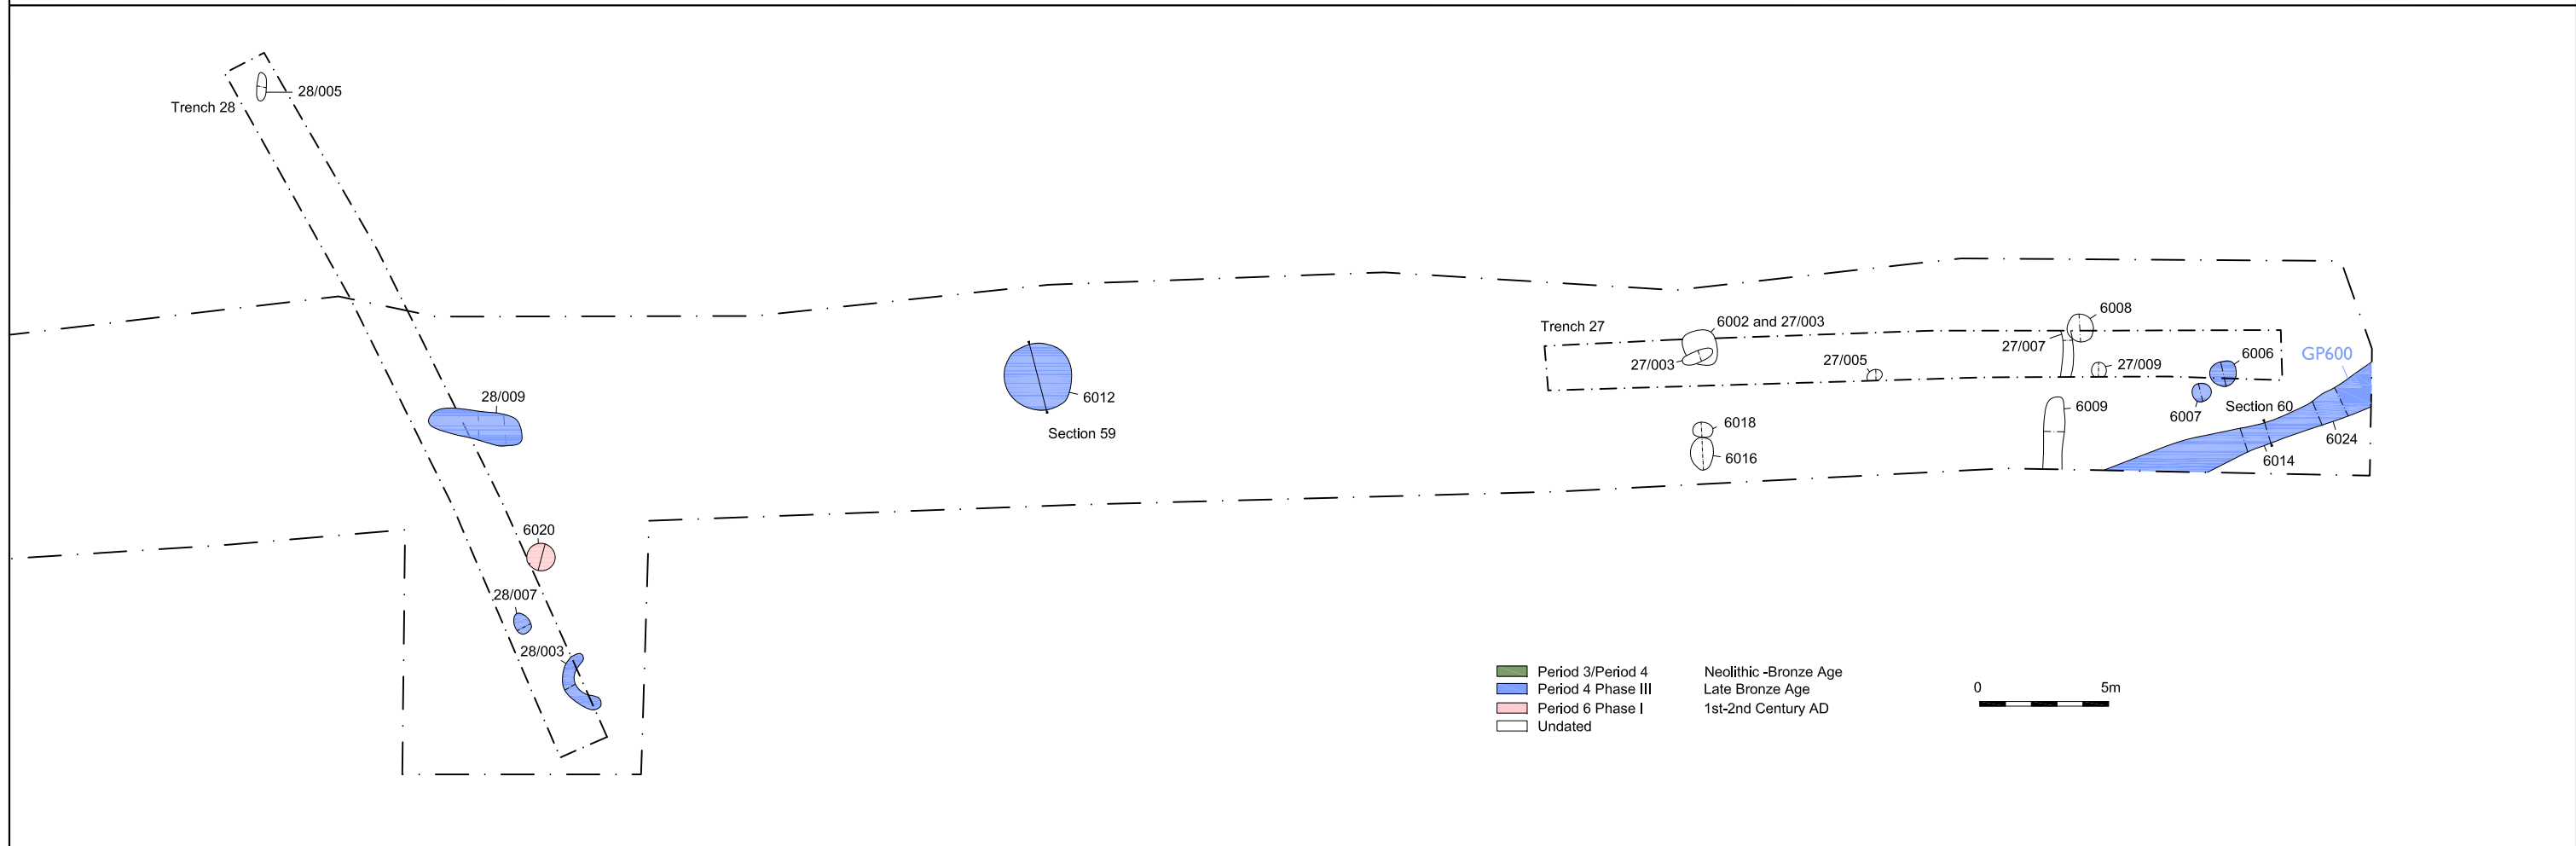 28/005
Trench 28
6008
6002 and 27/003
Trench 27
27/007
GP600
6006
27/005
27/003
27/009
28/009
6012
6009
6007
Section 60
Section 59
6018
6024
6016
6014
6020
28/007
28/003
Period 3/Period 4 Neolithic -Bronze Age
Period 4 Phase III Late Bronze Age
Period 6 Phase I 1st-2nd Century AD
Undated
0 5m